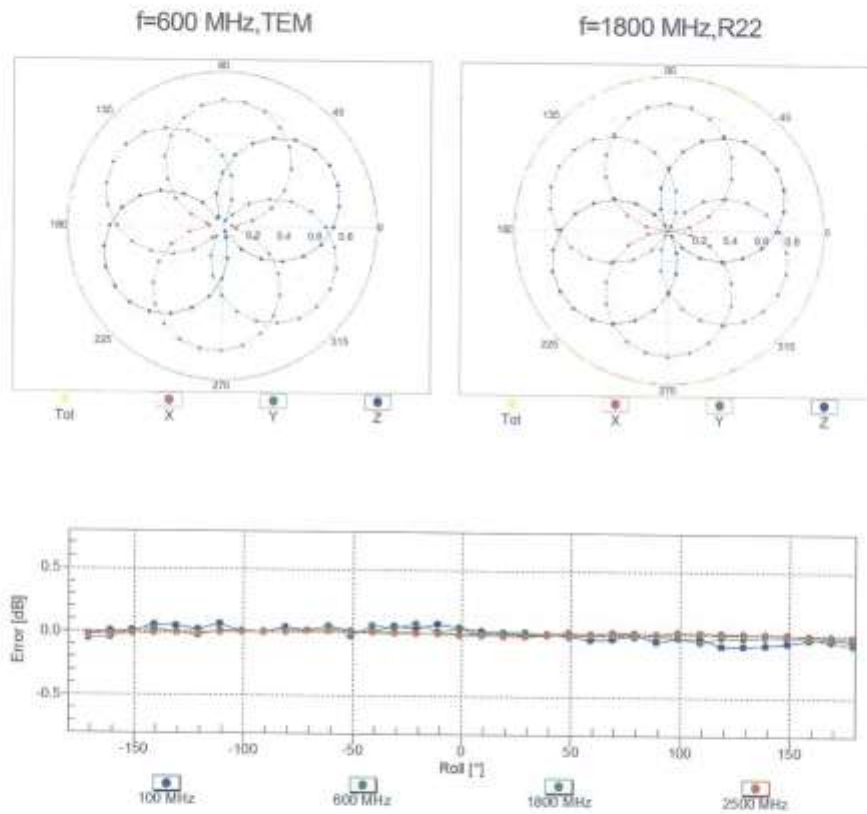 f=600 MHz,TEM
f=1800 MHz,R22
90
135
45
180
0.2 0.4 0.6 0.8
0
225
315
270
Tot X Y Z
90
135
45
180
0.2 0.4 0.6 0.8
0
225
315
270
Tot X Y Z
Error [dB]
0.5
0.0
-0.5
-150 -100 -50 0 50 100 150
Roll [°]
100 MHz 600 MHz 1800 MHz 2500 MHz